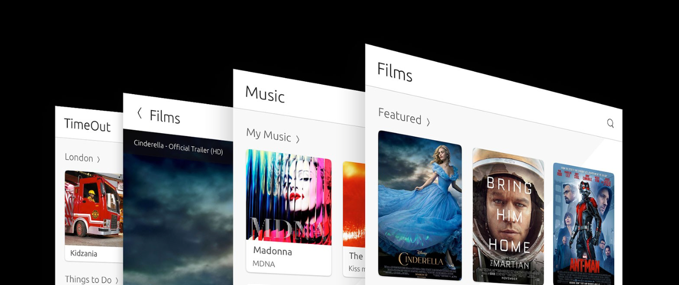 TimeOut
London >
Kidzania
Things to Do >
< Films
Cinderella - Official Trailer (HD)
Music
My Music >
MDNA
Madonna
MDNA
The
Kiss m
Films
Featured >
Disney
CINDERELLA
BRING
HIM
HOME
THE MARTIAN
ANT-MAN